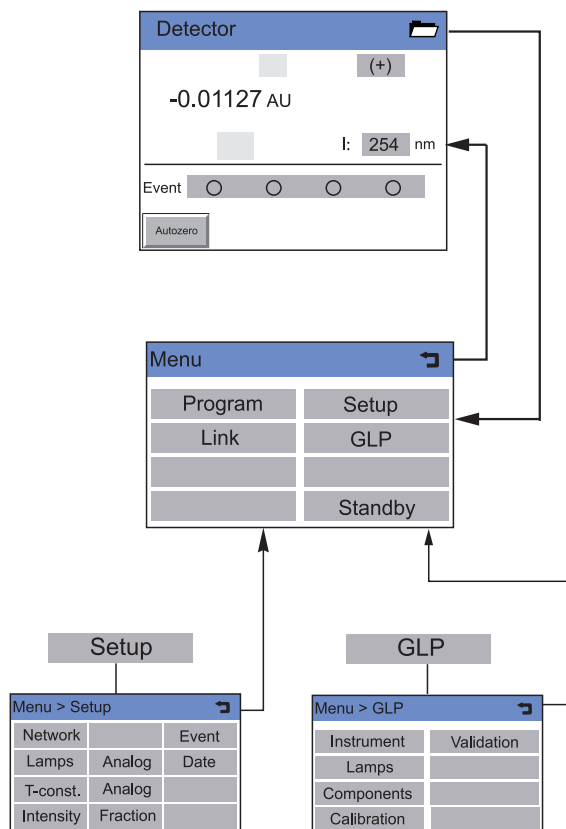 Detector
(+)
-0.01127 AU
I: 254 nm
Event
Autozero
Menu
Program Setup
Link GLP
Standby
Setup
GLP
Menu > Setup
Network Event
Lamps Analog Date
T-const. Analog
Intensity Fraction
Menu > GLP
Instrument Validation
Lamps
Components
Calibration